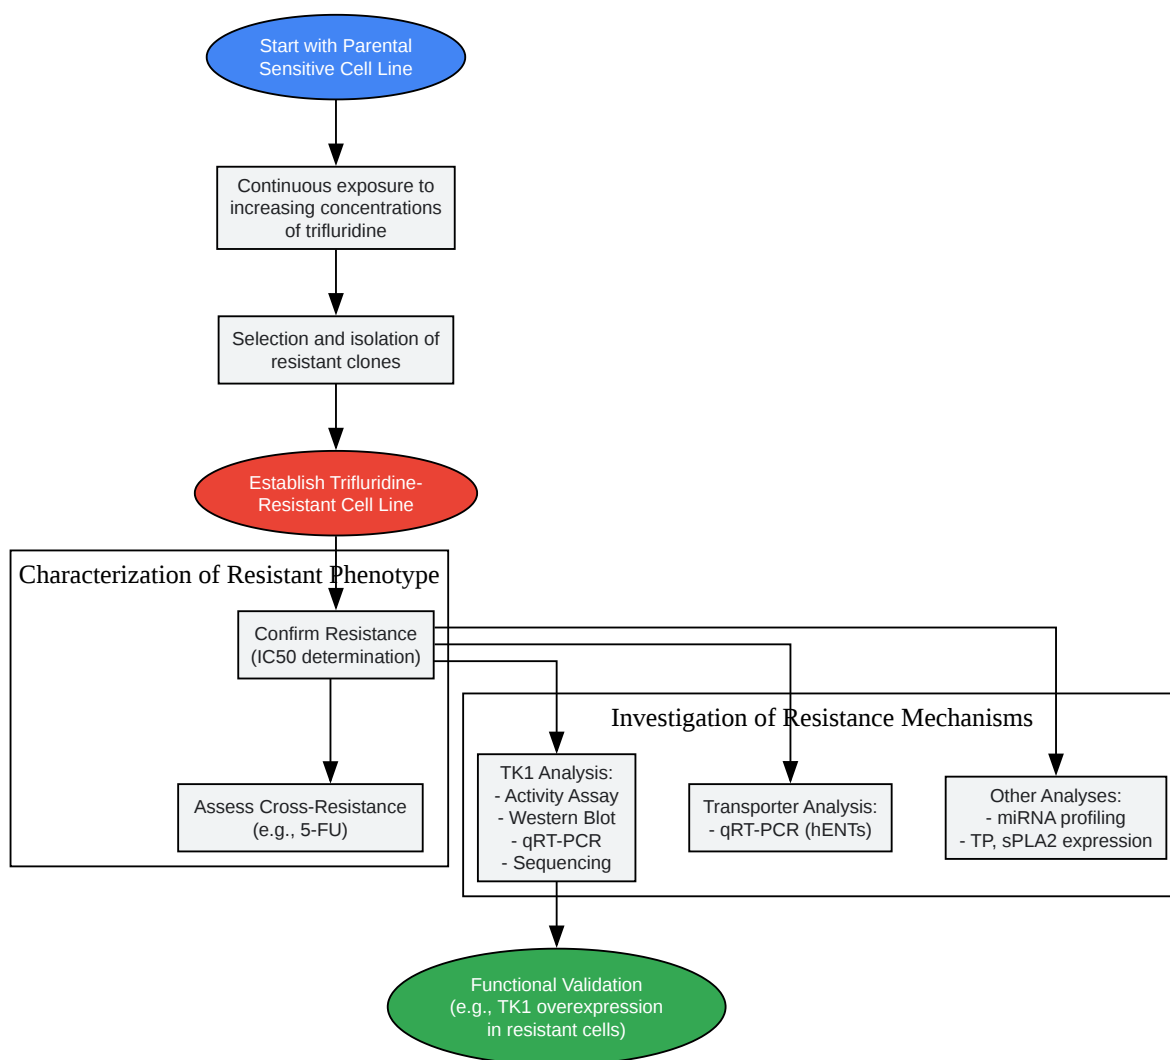 Start with Parental
Sensitive Cell Line
Continuous exposure to
increasing concentrations
of trifluridine
Selection and isolation of
resistant clones
Establish Trifluridine-
Resistant Cell Line
Characterization of Resistant Phenotype
Confirm Resistance
(IC50 determination)
Assess Cross-Resistance
(e.g., 5-FU)
Investigation of Resistance Mechanisms
TK1 Analysis:
- Activity Assay
- Western Blot
- qRT-PCR
- Sequencing
Transporter Analysis:
- qRT-PCR (hENTs)
Other Analyses:
- miRNA profiling
- TP, sPLA2 expression
Functional Validation
(e.g., TK1 overexpression
in resistant cells)